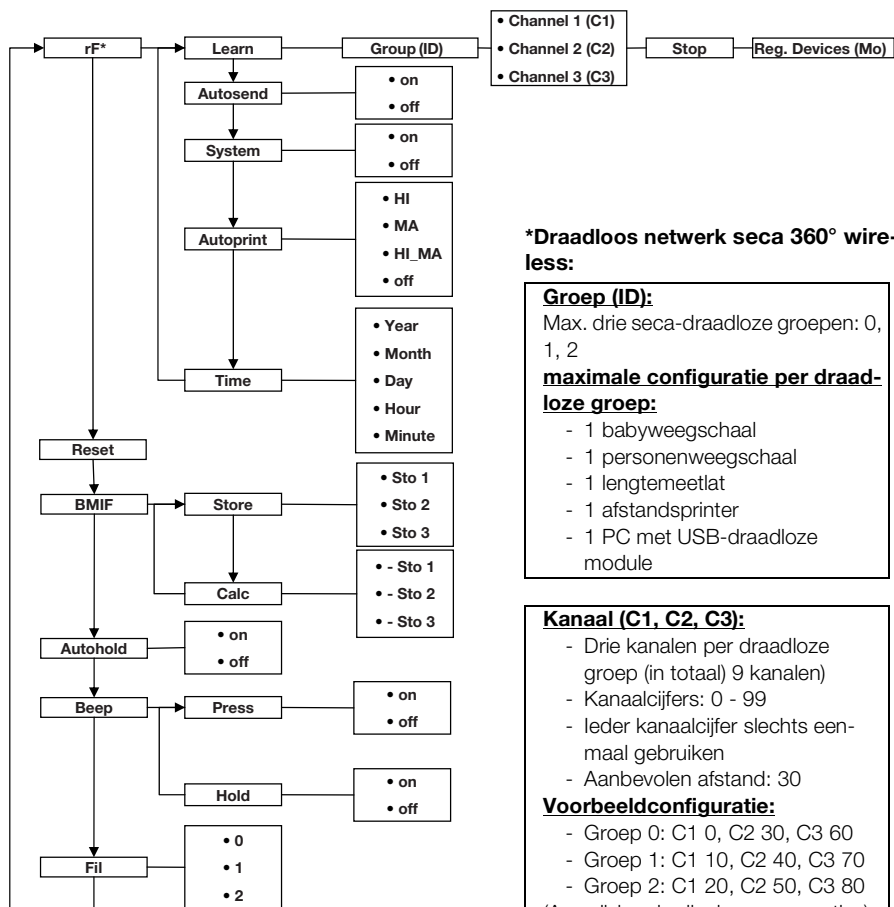 rF*
Learn
Group (ID)
• Channel 1 (C1)
• Channel 2 (C2)
• Channel 3 (C3)
Stop
Reg. Devices (Mo)
Autosend
• on
• off
System
• on
• off
Autoprint
• HI
• MA
• HI_MA
• off
Time
• Year
• Month
• Day
• Hour
• Minute
Reset
BMIF
Store
• Sto 1
• Sto 2
• Sto 3
Calc
• - Sto 1
• - Sto 2
• - Sto 3
Autohold
• on
• off
Beep
Press
• on
• off
Hold
• on
• off
Fil
• 0
• 1
• 2
*Draadloos netwerk seca 360° wire-
less:
Groep (ID):
Max. drie seca-draadloze groepen: 0,
1, 2
maximale configuratie per draad-
loze groep:
- 1 babyweegschaal
- 1 personenweegschaal
- 1 lengtemeetlat
- 1 afstandsprinter
- 1 PC met USB-draadloze
module
Kanaal (C1, C2, C3):
- Drie kanalen per draadloze
groep (in totaal) 9 kanalen)
- Kanaalcijfers: 0 - 99
- Ieder kanaalcijfer slechts een-
maal gebruiken
- Aanbevolen afstand: 30
Voorbeeldconfiguratie:
- Groep 0: C1 0, C2 30, C3 60
- Groep 1: C1 10, C2 40, C3 70
- Groep 2: C1 20, C2 50, C3 80